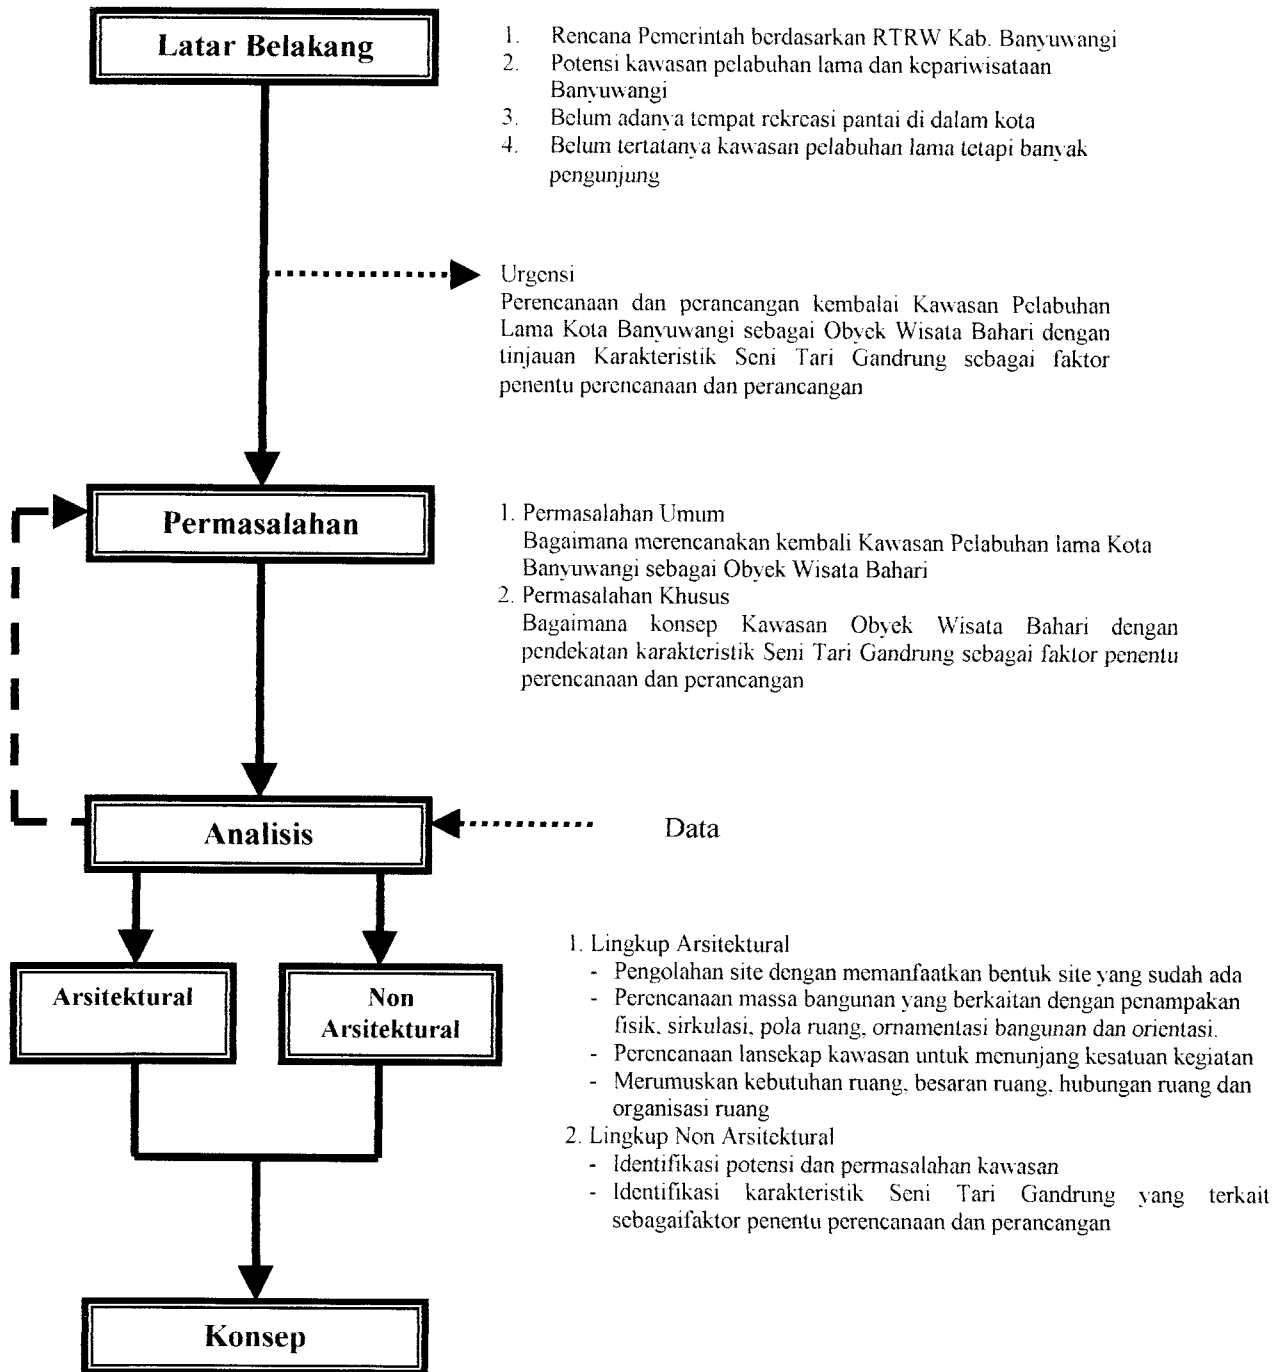 Latar Belakang
1. Rencana Pemerintah berdasarkan RTRW Kab. Banyuwangi
2. Potensi kawasan pelabuhan lama dan kepariwisataan
Banyuwangi
3. Belum adanya tempat rekreasi pantai di dalam kota
4. Belum tertatanya kawasan pelabuhan lama tetapi banyak
pengunjung
Urgensi
Perencanaan dan perancangan kembalai Kawasan Pelabuhan
Lama Kota Banyuwangi sebagai Obyek Wisata Bahari dengan
tinjauan Karakteristik Seni Tari Gandrung sebagai faktor
penentu perencanaan dan perancangan
Permasalahan
1. Permasalahan Umum
Bagaimana merencanakan kembali Kawasan Pelabuhan lama Kota
Banyuwangi sebagai Obyek Wisata Bahari
2. Permasalahan Khusus
Bagaimana konsep Kawasan Obyek Wisata Bahari dengan
pendekatan karakteristik Seni Tari Gandrung sebagai faktor penentu
perencanaan dan perancangan
Analisis
Data
Arsitektural
Non
Arsitektural
1. Lingkup Arsitektural
- Pengolahan site dengan memanfaatkan bentuk site yang sudah ada
- Perencanaan massa bangunan yang berkaitan dengan penampakan
fisik, sirkulasi, pola ruang, ornamentasi bangunan dan orientasi.
- Perencanaan lansekap kawasan untuk menunjang kesatuan kegiatan
- Merumuskan kebutuhan ruang, besaran ruang, hubungan ruang dan
organisasi ruang
2. Lingkup Non Arsitektural
- Identifikasi potensi dan permasalahan kawasan
- Identifikasi karakteristik Seni Tari Gandrung yang terkait
sebagaifaktor penentu perencanaan dan perancangan
Konsep